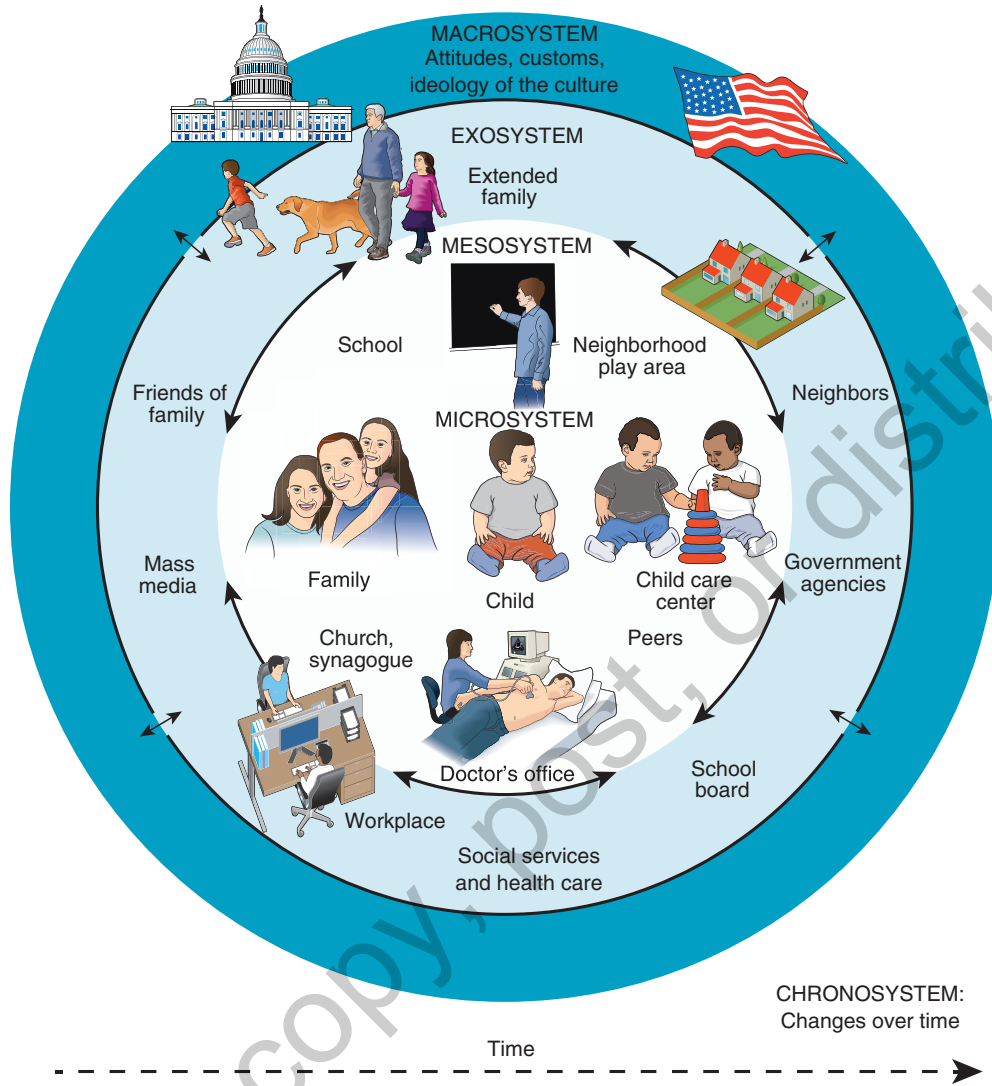 MACROSYSTEM
Attitudes, customs,
ideology of the culture
EXOSYSTEM
Extended
family
MESOSYSTEM
School
Neighborhood
play area
Friends of
family
Neighbors
MICROSYSTEM
Mass
media
Family
Child
Child care
center
Government
agencies
Church,
synagogue
Peers
Doctor's office
School
board
Workplace
Social services
and health care
CHRONOSYSTEM:
Changes over time
Time
copy, post, or distri